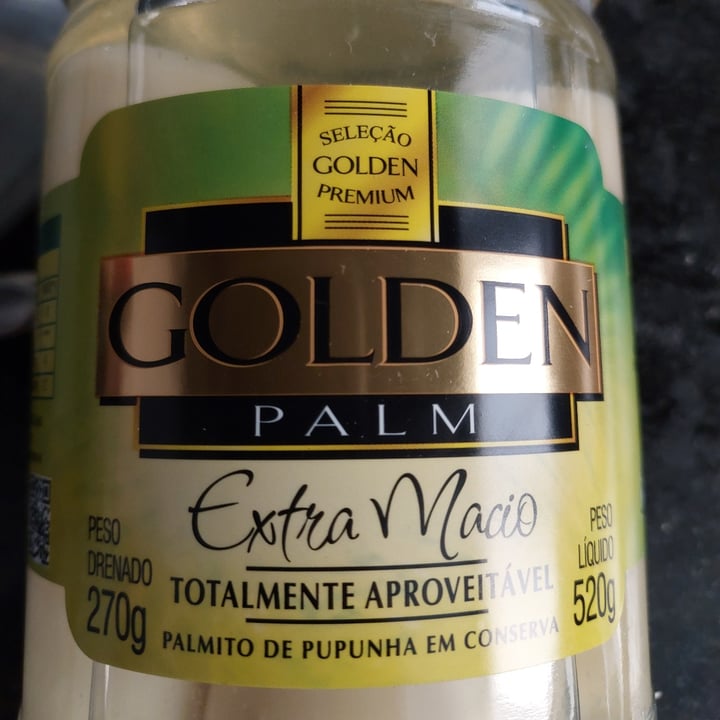 SELEÇÃO
GOLDEN
PREMIUM
GOLDEN
PALM
Extra Macio
TOTALMENTE APROVEITÁVEL
PALMITO DE PUPUNHA EM CONSERVA
PESO
DRENADO
270g
PESO
LÍQUIDO
520g